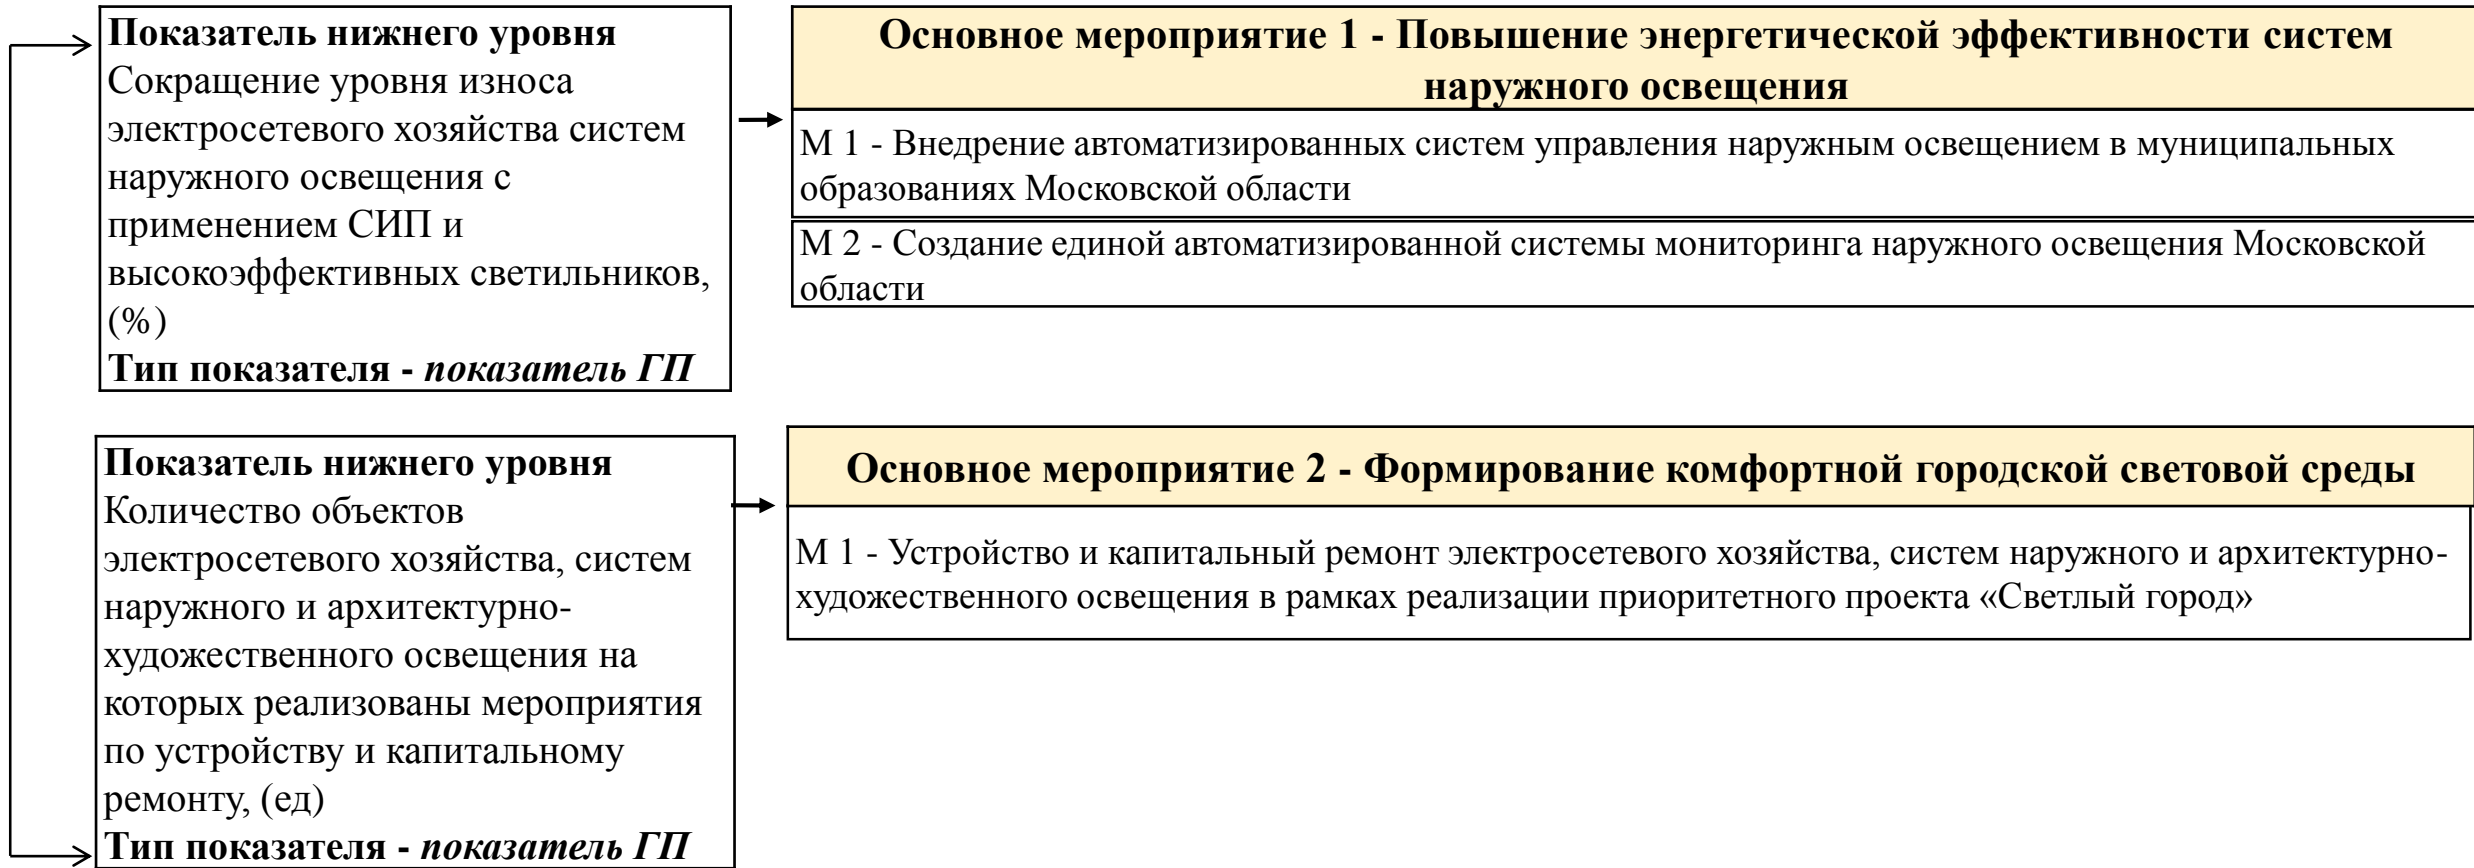 Показатель нижнего уровня
Сокращение уровня износа
электросетевого хозяйства систем
наружного освещения с
применением СИП и
высокоэффективных светильников,
(%)
Тип показателя - показатель ГП
Основное мероприятие 1 - Повышение энергетической эффективности систем
наружного освещения
М 1 - Внедрение автоматизированных систем управления наружным освещением в муниципальных
образованиях Московской области
М 2 - Создание единой автоматизированной системы мониторинга наружного освещения Московской
области
Показатель нижнего уровня
Количество объектов
электросетевого хозяйства, систем
наружного и архитектурно-
художественного освещения на
которых реализованы мероприятия
по устройству и капитальному
ремонту, (ед)
Тип показателя - показатель ГП
Основное мероприятие 2 - Формирование комфортной городской световой среды
М 1 - Устройство и капитальный ремонт электросетевого хозяйства, систем наружного и архитектурно-
художественного освещения в рамках реализации приоритетного проекта «Светлый город»